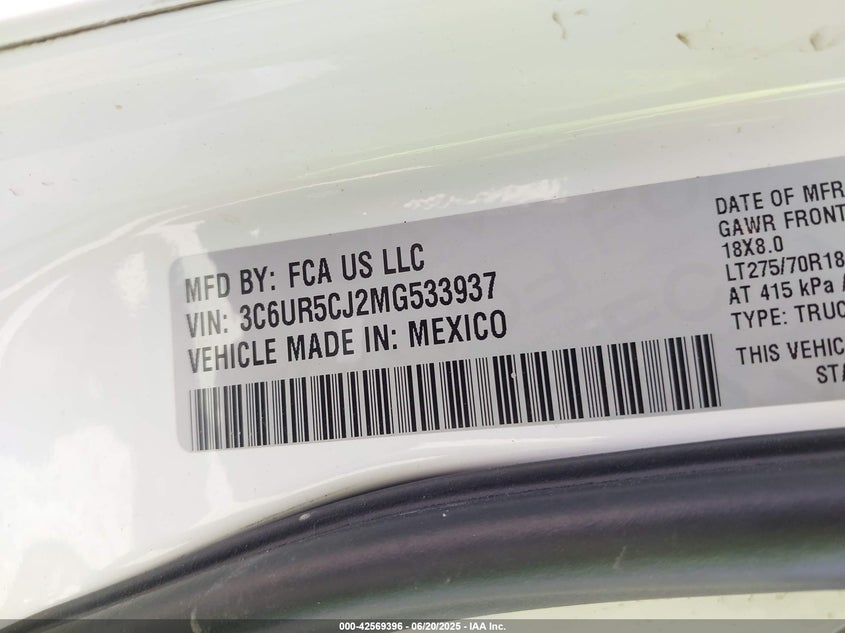 MFD BY: FCA US LLC
VIN: 3C6UR5CJ2MG533937
VEHICLE MADE IN: MEXICO
DATE OF MFR
GAWR FRONT
18X8.0
LT275/70R18
AT 415 kPa /
TYPE: TRUC
THIS VEHIC
STA
000-42569396 - 06/20/2025 - IAA Inc.